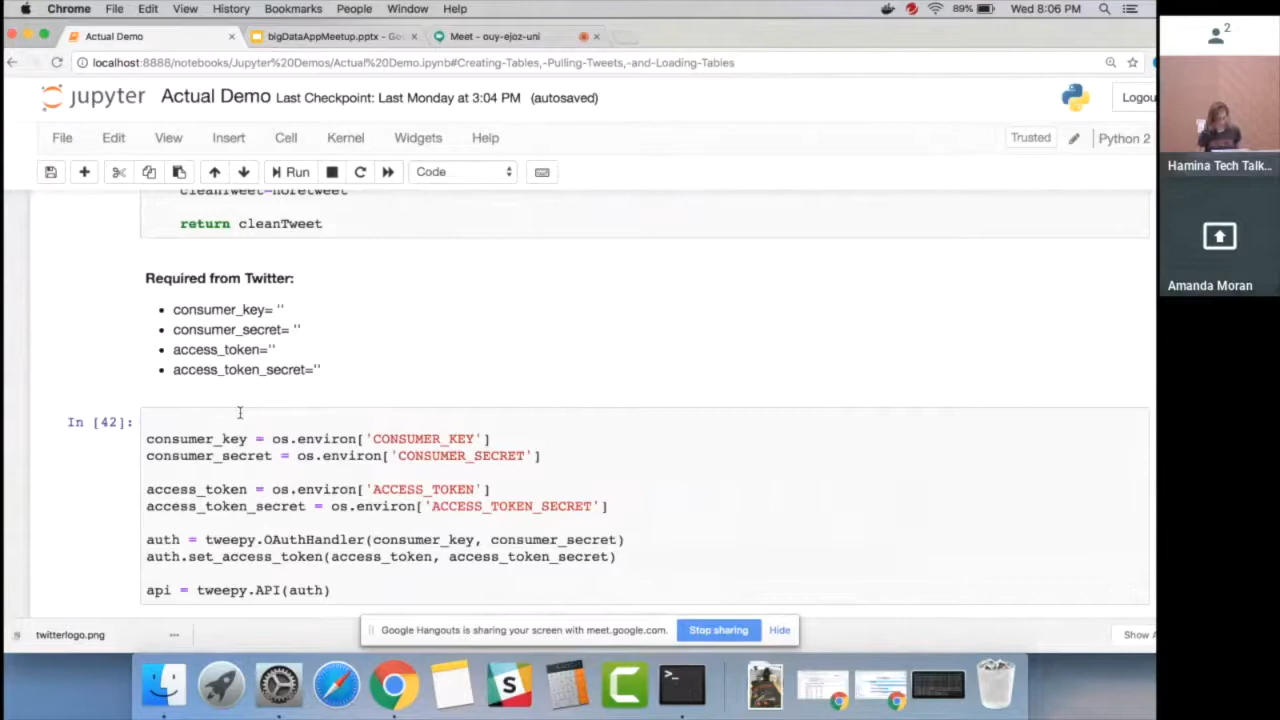 Chrome File Edit View History Bookmarks People Window Help 89% Wed 8:06 PM
Actual Demo bigDataAppMeetup.pptx - Go Meet - ouy-ejoz-uni
localhost:8888/notebooks/Jupyter%20Demos/Actual%20Demo.ipynb#Creating-Tables,-Pulling-Tweets,-and-Loading-Tables
2
jupyter Actual Demo Last Checkpoint: Last Monday at 3:04 PM (autosaved) Logou
File Edit View Insert Cell Kernel Widgets Help Trusted Python 2
Run Code
Hamina Tech Talk...
cleanTweet=noretweet
return cleanTweet
Required from Twitter:
• consumer_key= ''
• consumer_secret= ''
• access_token=''
• access_token_secret=''
Amanda Moran
In [42]:
consumer_key = os.environ['CONSUMER_KEY']
consumer_secret = os.environ['CONSUMER_SECRET']
access_token = os.environ['ACCESS_TOKEN']
access_token_secret = os.environ['ACCESS_TOKEN_SECRET']
auth = tweepy.OAuthHandler(consumer_key, consumer_secret)
auth.set_access_token(access_token, access_token_secret)
api = tweepy.API(auth)
twitterlogo.png
Google Hangouts is sharing your screen with meet.google.com. Stop sharing Hide
Show